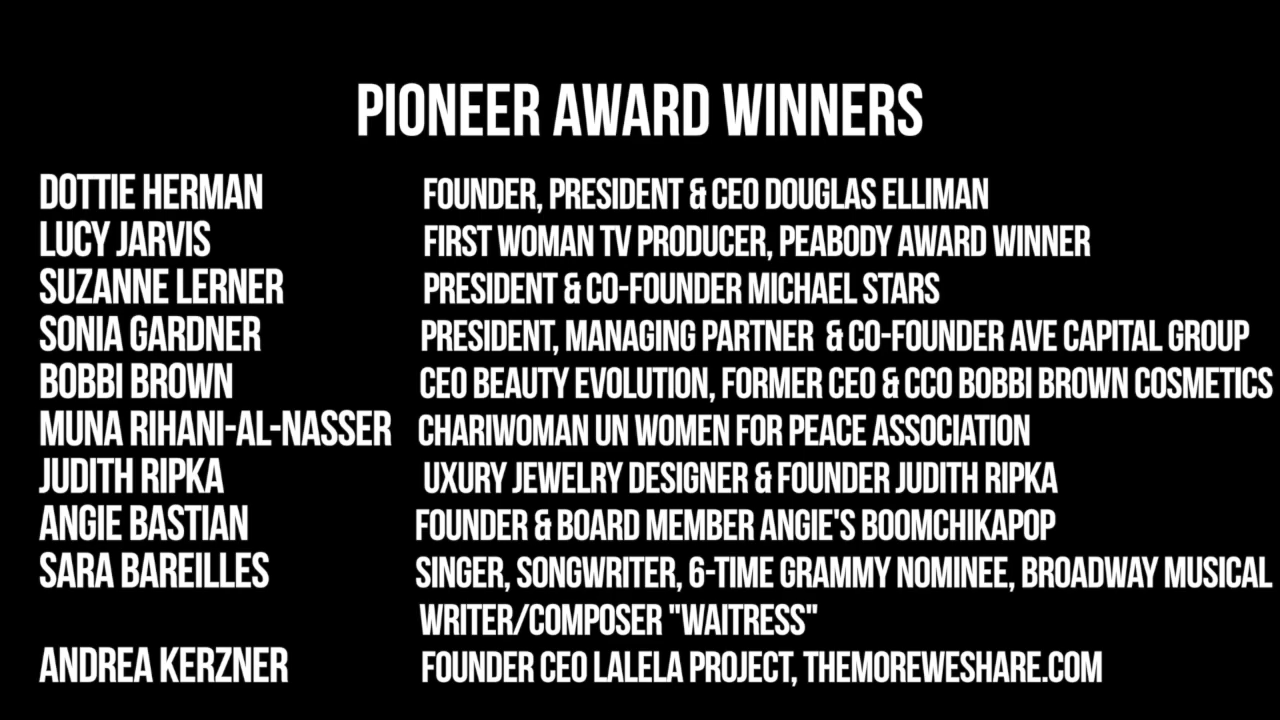 PIONEER AWARD WINNERS
DOTTIE HERMAN FOUNDER, PRESIDENT & CEO DOUGLAS ELLIMAN
LUCY JARVIS FIRST WOMAN TV PRODUCER, PEABODY AWARD WINNER
SUZANNE LERNER PRESIDENT & CO-FOUNDER MICHAEL STARS
SONIA GARDNER PRESIDENT, MANAGING PARTNER & CO-FOUNDER AVE CAPITAL GROUP
BOBBI BROWN CEO BEAUTY EVOLUTION, FORMER CEO & CCO BOBBI BROWN COSMETICS
MUNA RIHANI-AL-NASSER CHARIWOMAN UN WOMEN FOR PEACE ASSOCIATION
JUDITH RIPKA UXURY JEWELRY DESIGNER & FOUNDER JUDITH RIPKA
ANGIE BASTIAN FOUNDER & BOARD MEMBER ANGIE'S BOOMCHIKAPOP
SARA BAREILLES SINGER, SONGWRITER, 6-TIME GRAMMY NOMINEE, BROADWAY MUSICAL
WRITER/COMPOSER "WAITRESS"
ANDREA KERZNER FOUNDER CEO LALELA PROJECT, THEMOREWESHARE.COM